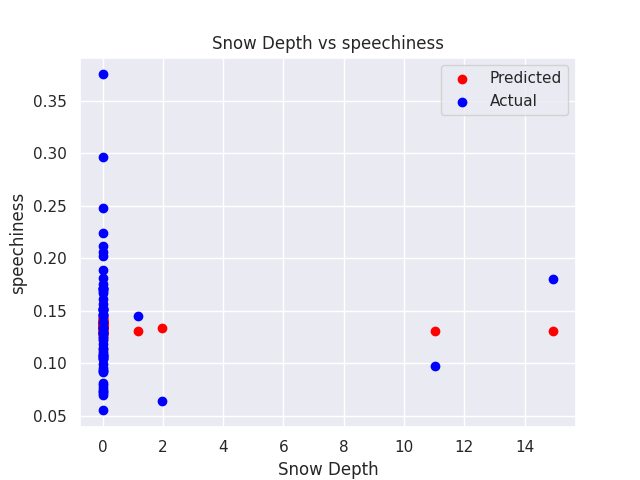 Snow Depth vs speechiness
Predicted
Actual
speechiness
0.35
0.30
0.25
0.20
0.15
0.10
0.05
0 2 4 6 8 10 12 14
Snow Depth